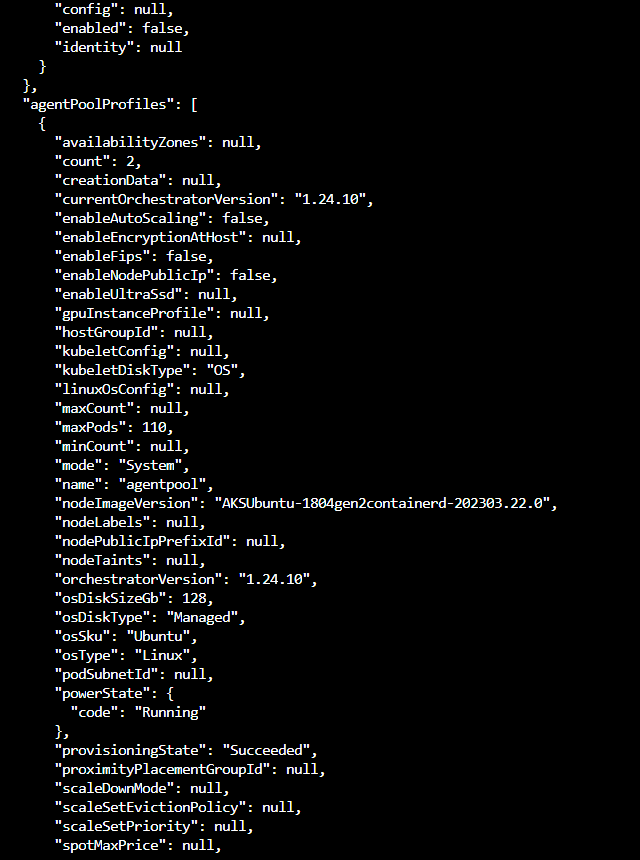 "config": null,
"enabled": false,
"identity": null
}
},
"agentPoolProfiles": [
{
"availabilityZones": null,
"count": 2,
"creationData": null,
"currentOrchestratorVersion": "1.24.10",
"enableAutoScaling": false,
"enableEncryptionAtHost": null,
"enableFips": false,
"enableNodePublicIp": false,
"enableUltraSsd": null,
"gpuInstanceProfile": null,
"hostGroupId": null,
"kubeletConfig": null,
"kubeletDiskType": "OS",
"linuxOsConfig": null,
"maxCount": null,
"maxPods": 110,
"minCount": null,
"mode": "System",
"name": "agentpool",
"nodeImageVersion": "AKSUbuntu-1804gen2containerd-202303.22.0",
"nodeLabels": null,
"nodePublicIpPrefixId": null,
"nodeTaints": null,
"orchestratorVersion": "1.24.10",
"osDiskSizeGb": 128,
"osDiskType": "Managed",
"osSku": "Ubuntu",
"osType": "Linux",
"podSubnetId": null,
"powerState": {
"code": "Running"
},
"provisioningState": "Succeeded",
"proximityPlacementGroupId": null,
"scaleDownMode": null,
"scaleSetEvictionPolicy": null,
"scaleSetPriority": null,
"spotMaxPrice": null,